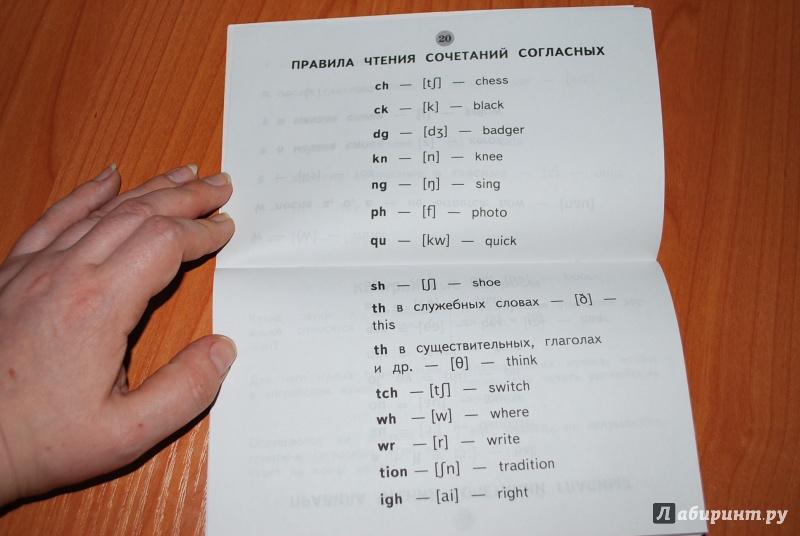 20
ПРАВИЛА ЧТЕНИЯ СОЧЕТАНИЙ СОГЛАСНЫХ
ch — [tʃ] — chess
ck — [k] — black
dg — [dʒ] — badger
kn — [n] — knee
ng — [ŋ] — sing
ph — [f] — photo
qu — [kw] — quick
sh — [ʃ] — shoe
th в служебных словах — [ð] —
this
th в существительных, глаголах
и др. — [θ] — think
tch — [tʃ] — switch
wh — [w] — where
wr — [r] — write
tion — [ʃn] — tradition
igh — [ai] — right
Лабиринт.ру